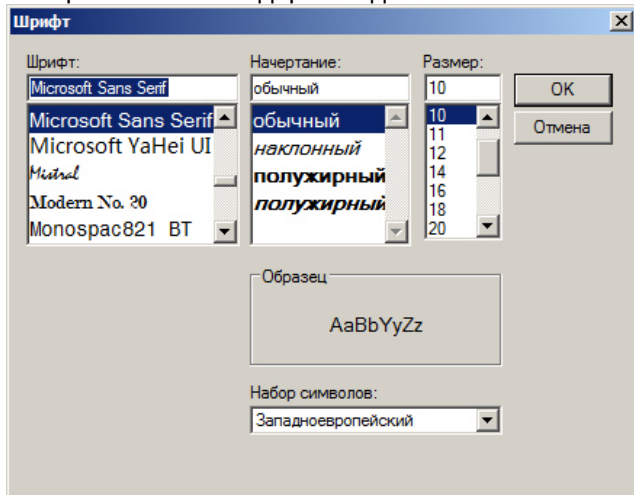 Шрифт
Шрифт:
Начертание:
Размер:
Microsoft Sans Serif
обычный
10
OK
Отмена
Microsoft Sans Serif
Microsoft YaHei UI
Mistral
Modern No. 20
Monospac821 BT
обычный
наклонный
полужирный
полужирный
10
11
12
14
16
18
20
Образец
AaBbYyZz
Набор символов:
Западноевропейский